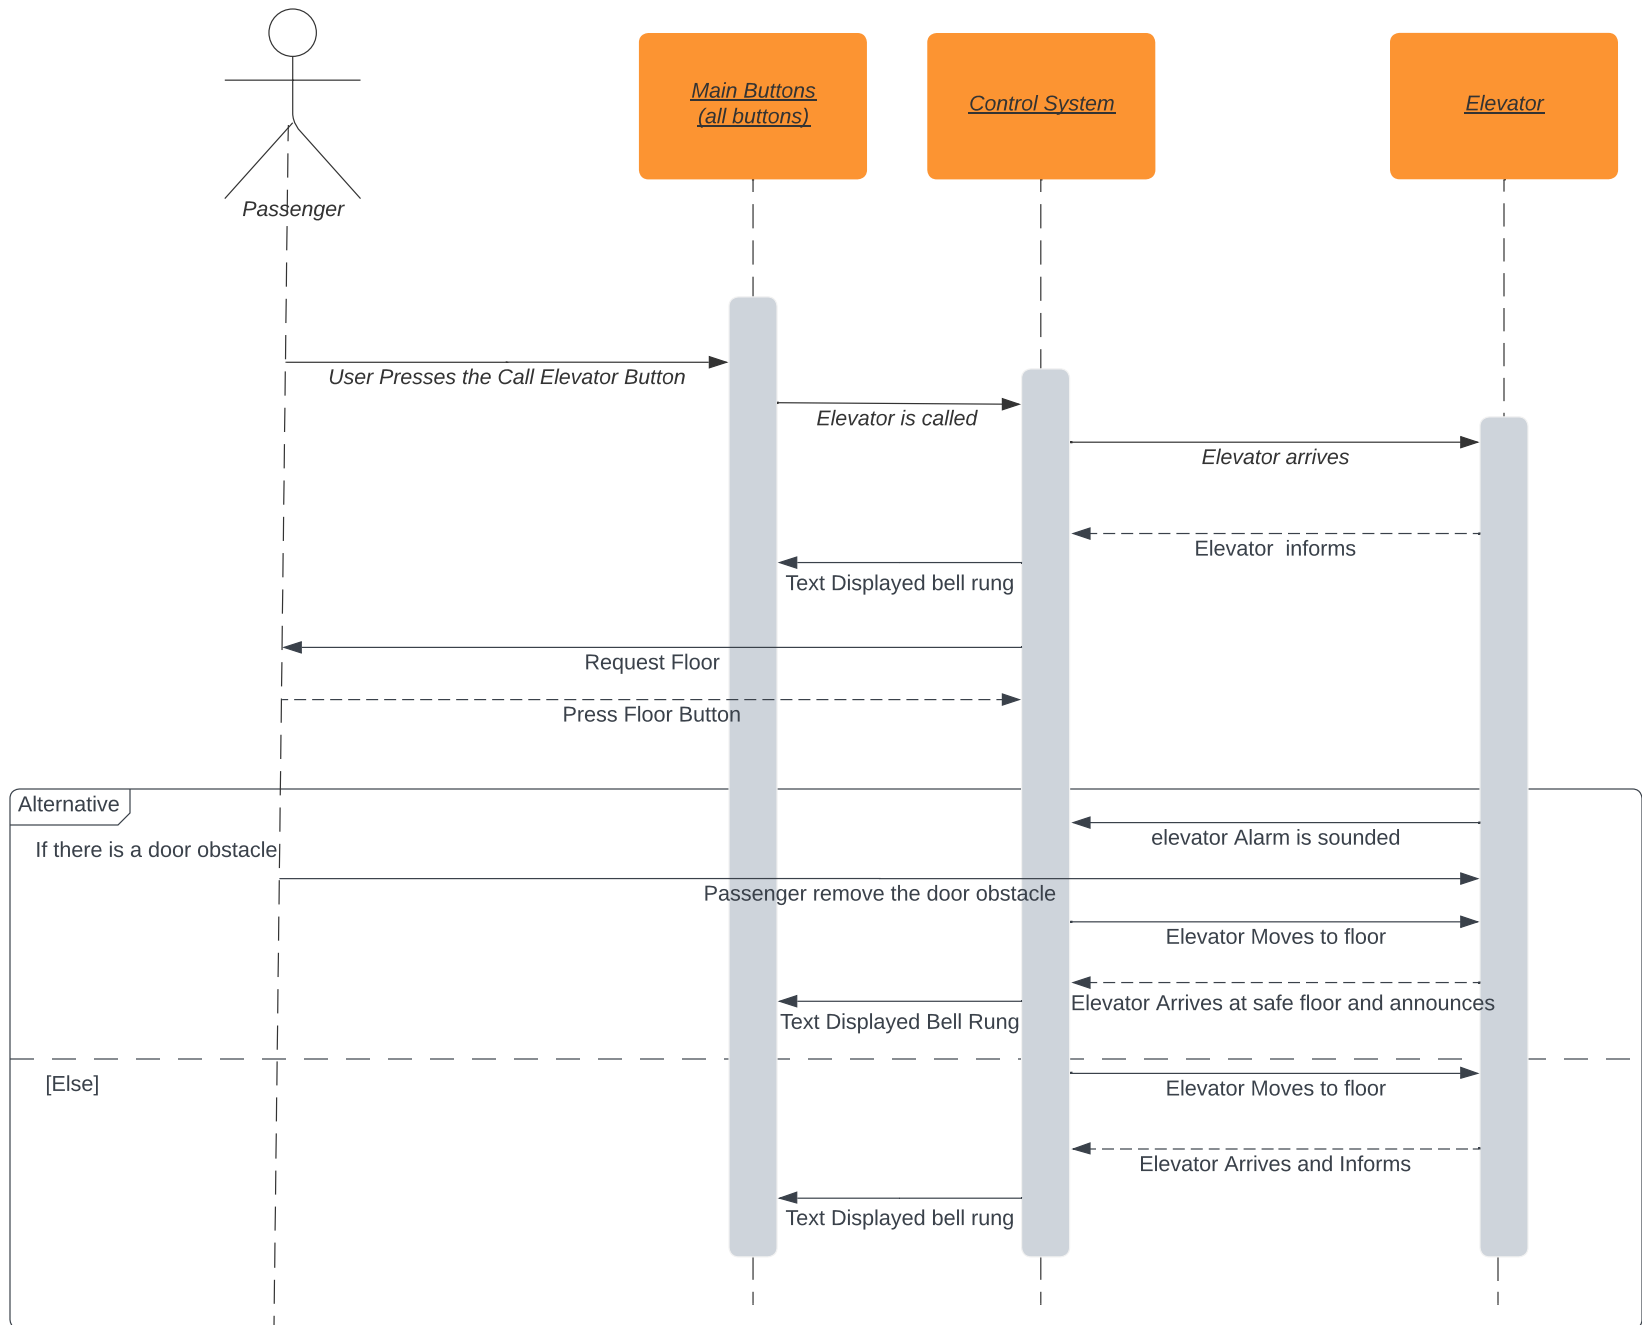 Main Buttons
(all buttons)
Control System
Elevator
Passenger
User Presses the Call Elevator Button
Elevator is called
Elevator arrives
Elevator  informs
Text Displayed bell rung
Request Floor
Press Floor Button
Alternative
elevator Alarm is sounded
If there is a door obstacle
Passenger remove the door obstacle
Elevator Moves to floor
Elevator Arrives at safe floor and announces
Text Displayed Bell Rung
[Else]
Elevator Moves to floor
Elevator Arrives and Informs
Text Displayed bell rung